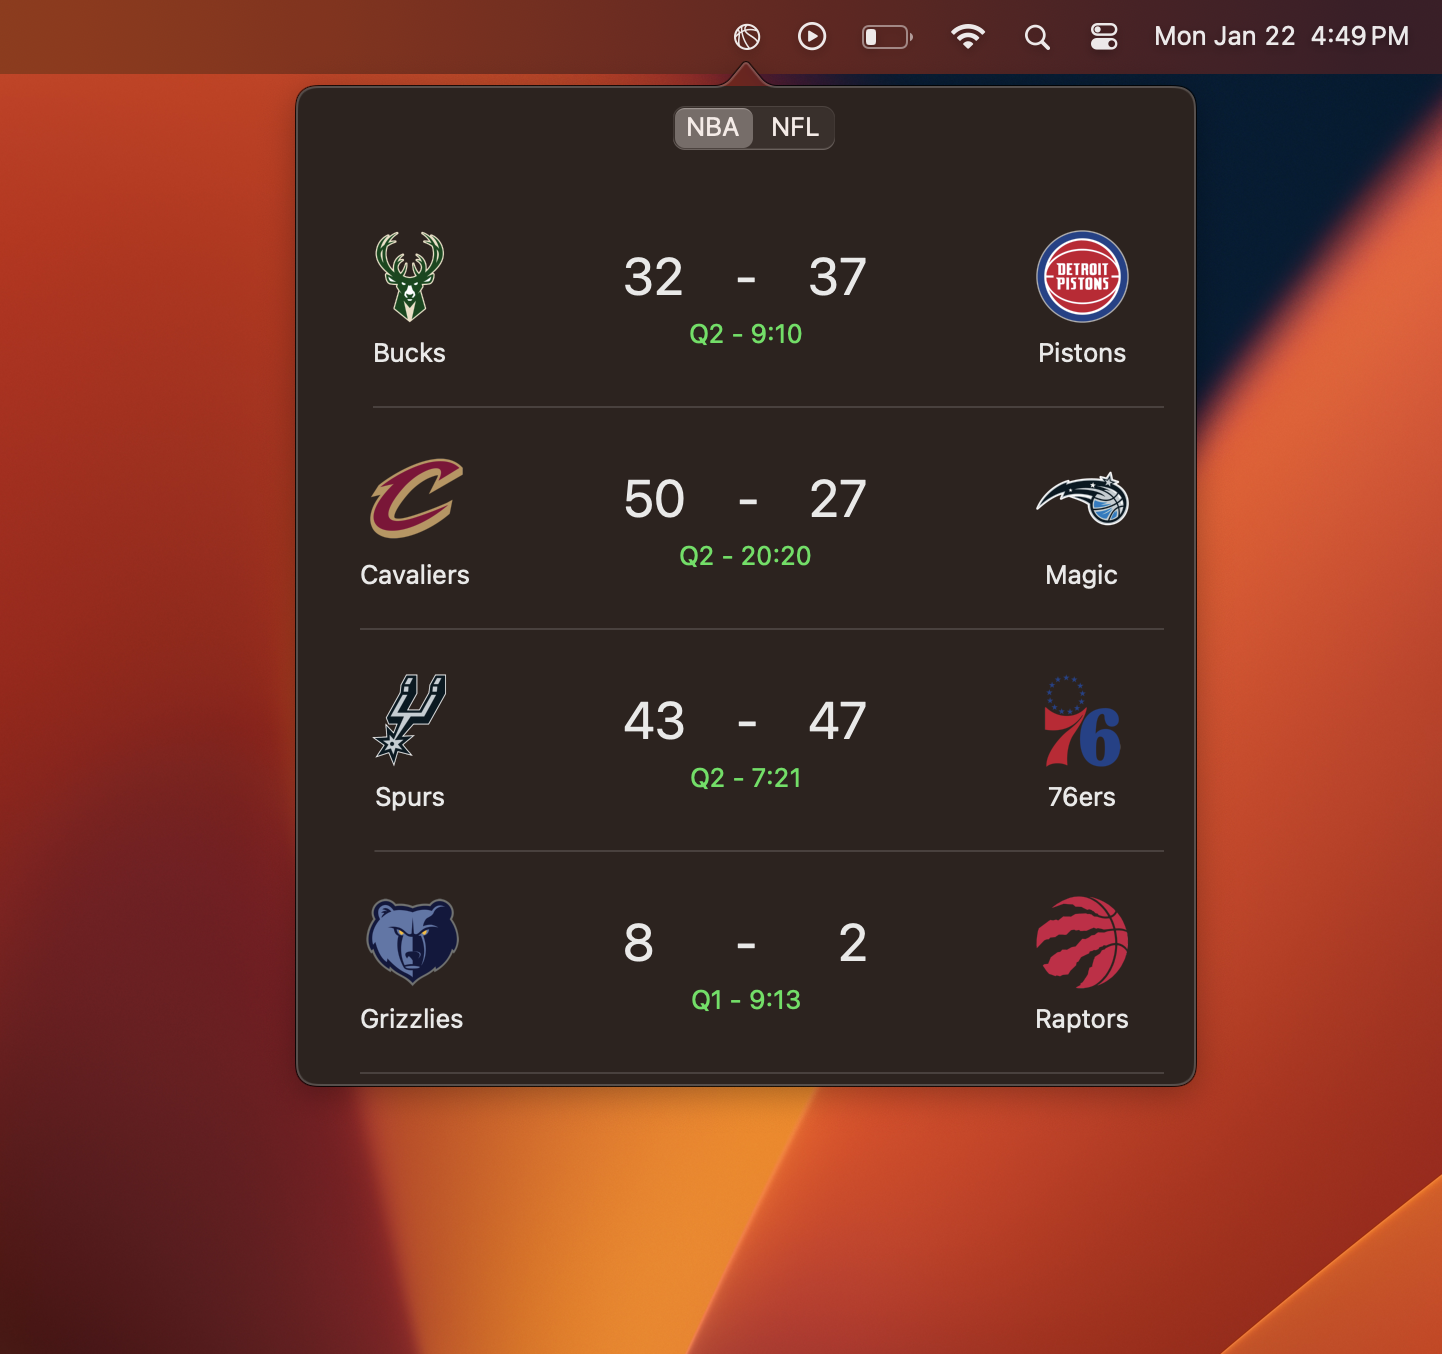 Mon Jan 22 4:49 PM
NBA NFL
32 - 37
DETROIT
PISTONS
Q2 - 9:10
Bucks
Pistons
50 - 27
Q2 - 20:20
Cavaliers
Magic
43 - 47
76
Q2 - 7:21
Spurs
76ers
8 - 2
Q1 - 9:13
Grizzlies
Raptors